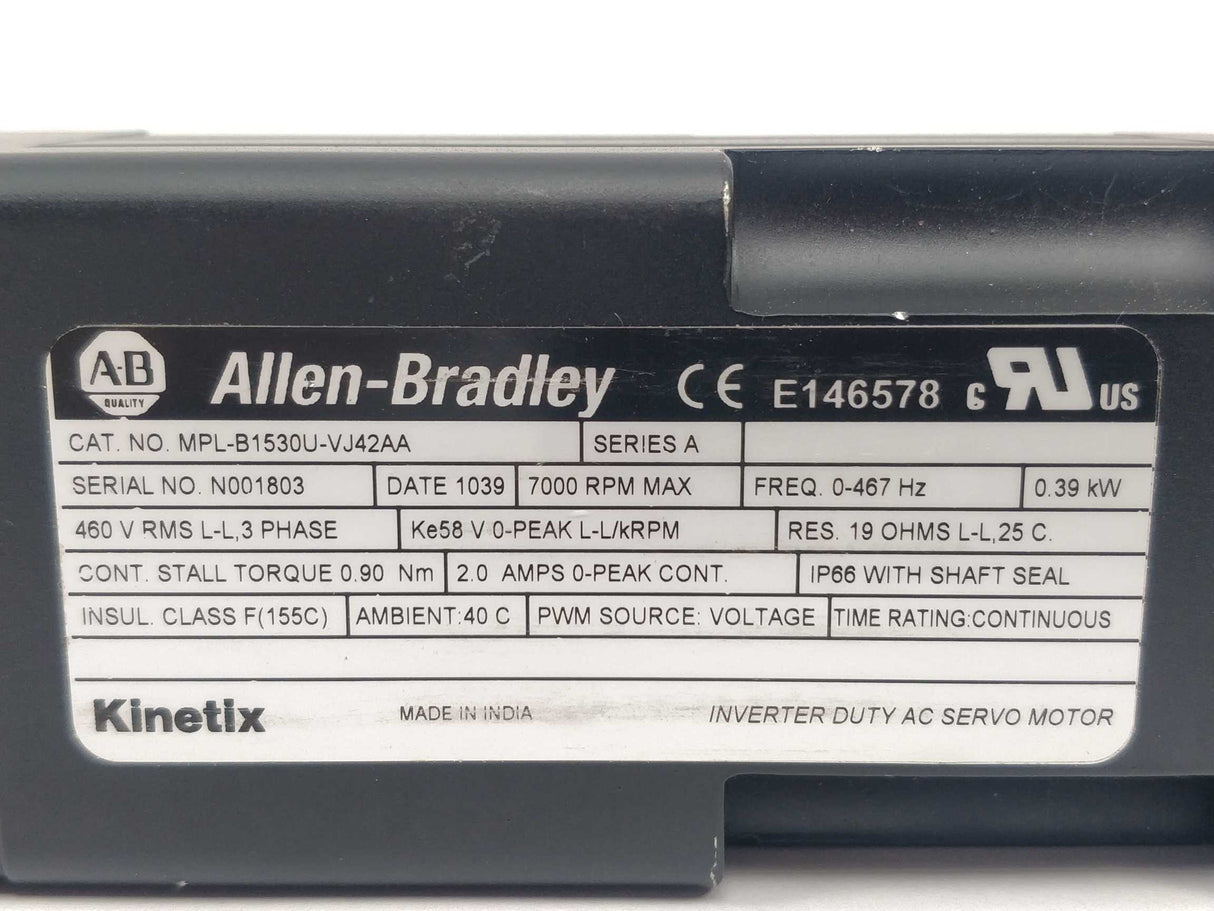 A-B QUALITY Allen-Bradley CE E146578 c RU US
CAT. NO. MPL-B1530U-VJ42AA SERIES A
SERIAL NO. N001803 DATE 1039 7000 RPM MAX FREQ. 0-467 Hz 0.39 kW
460 V RMS L-L,3 PHASE Ke58 V 0-PEAK L-L/kRPM RES. 19 OHMS L-L,25 C.
CONT. STALL TORQUE 0.90 Nm 2.0 AMPS 0-PEAK CONT. IP66 WITH SHAFT SEAL
INSUL. CLASS F(155C) AMBIENT:40 C PWM SOURCE: VOLTAGE TIME RATING:CONTINUOUS
Kinetix MADE IN INDIA INVERTER DUTY AC SERVO MOTOR